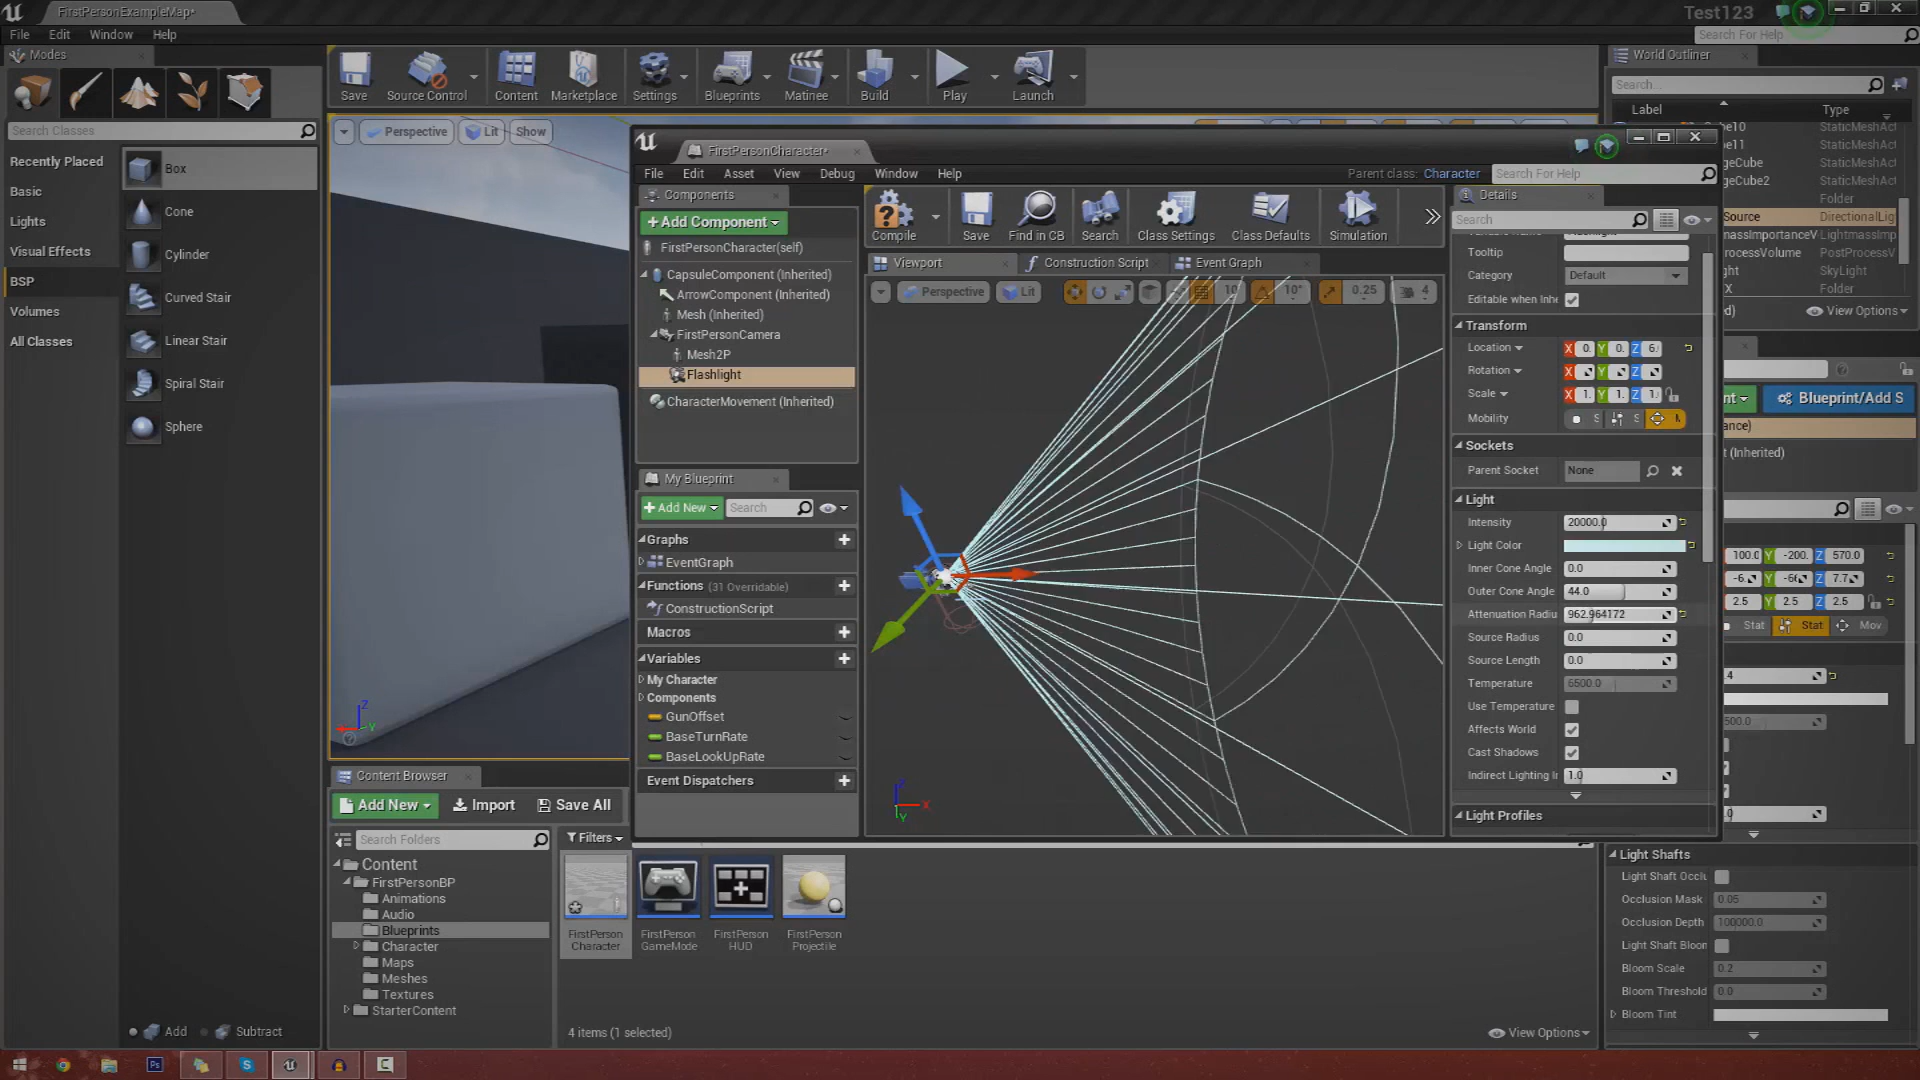 FirstPersonExampleMap*
Test123
File Edit Window Help
Search For Help
Modes
Search Classes
Recently Placed
Basic
Lights
Visual Effects
BSP
Volumes
All Classes
Box
Cone
Cylinder
Curved Stair
Linear Stair
Spiral Stair
Sphere
Add Subtract
Save Source Control Content Marketplace Settings Blueprints Matinee Build Play Launch
Perspective Lit Show
FirstPersonCharacter*
File Edit Asset View Debug Window Help
Parent class: Character
Search For Help
Components
+Add Component
FirstPersonCharacter(self)
CapsuleComponent (Inherited)
ArrowComponent (Inherited)
Mesh (Inherited)
FirstPersonCamera
Mesh2P
Flashlight
CharacterMovement (Inherited)
My Blueprint
+Add New
Search
Graphs
EventGraph
Functions (31 Overridable)
ConstructionScript
Macros
Variables
My Character
Components
GunOffset
BaseTurnRate
BaseLookUpRate
Event Dispatchers
Compile Save Find in CB Search Class Settings Class Defaults Simulation
Viewport Construction Script Event Graph
Perspective Lit 10 10° 0.25 4
Z X Y
Details
Search
Tooltip
Category Default
Editable when Inhe
Transform
Location X 0. Y 0. Z 6.
Rotation X Y Z
Scale X 1. Y 1. Z 1.
Mobility S S M
Sockets
Parent Socket None
Light
Intensity 20000.0
Light Color
Inner Cone Angle 0.0
Outer Cone Angle 44.0
Attenuation Radiu 962.964172
Source Radius 0.0
Source Length 0.0
Temperature 6500.0
Use Temperature
Affects World
Cast Shadows
Indirect Lighting In 1.0
Light Profiles
World Outliner
Search...
Label Type
Cube10 StaticMeshAct
be11 StaticMeshAct
geCube StaticMeshAct
geCube2 StaticMeshAct
Folder
Source DirectionalLig
massImportanceV LightmassImp
rocessVolume PostProcessV
ght SkyLight
X Folder
ed) View Options
nt Blueprint/Add S
ance)
t (Inherited)
100.0 Y -200. Z 570.0
-6 Y -66 Z 7.7
2.5 Y 2.5 Z 2.5
Stat Stat Mov
.4
500.0
.0
Light Shafts
Light Shaft Occlu
Occlusion Mask 0.05
Occlusion Depth 100000.0
Light Shaft Bloom
Bloom Scale 0.2
Bloom Threshold 0.0
Bloom Tint
Z Y
Content Browser
Add New Import Save All
Search Folders
Filters
Content
FirstPersonBP
Animations
Audio
Blueprints
Character
Maps
Meshes
Textures
StarterContent
FirstPerson Character
FirstPerson GameMode
FirstPerson HUD
FirstPerson Projectile
4 items (1 selected)
View Options
Ps